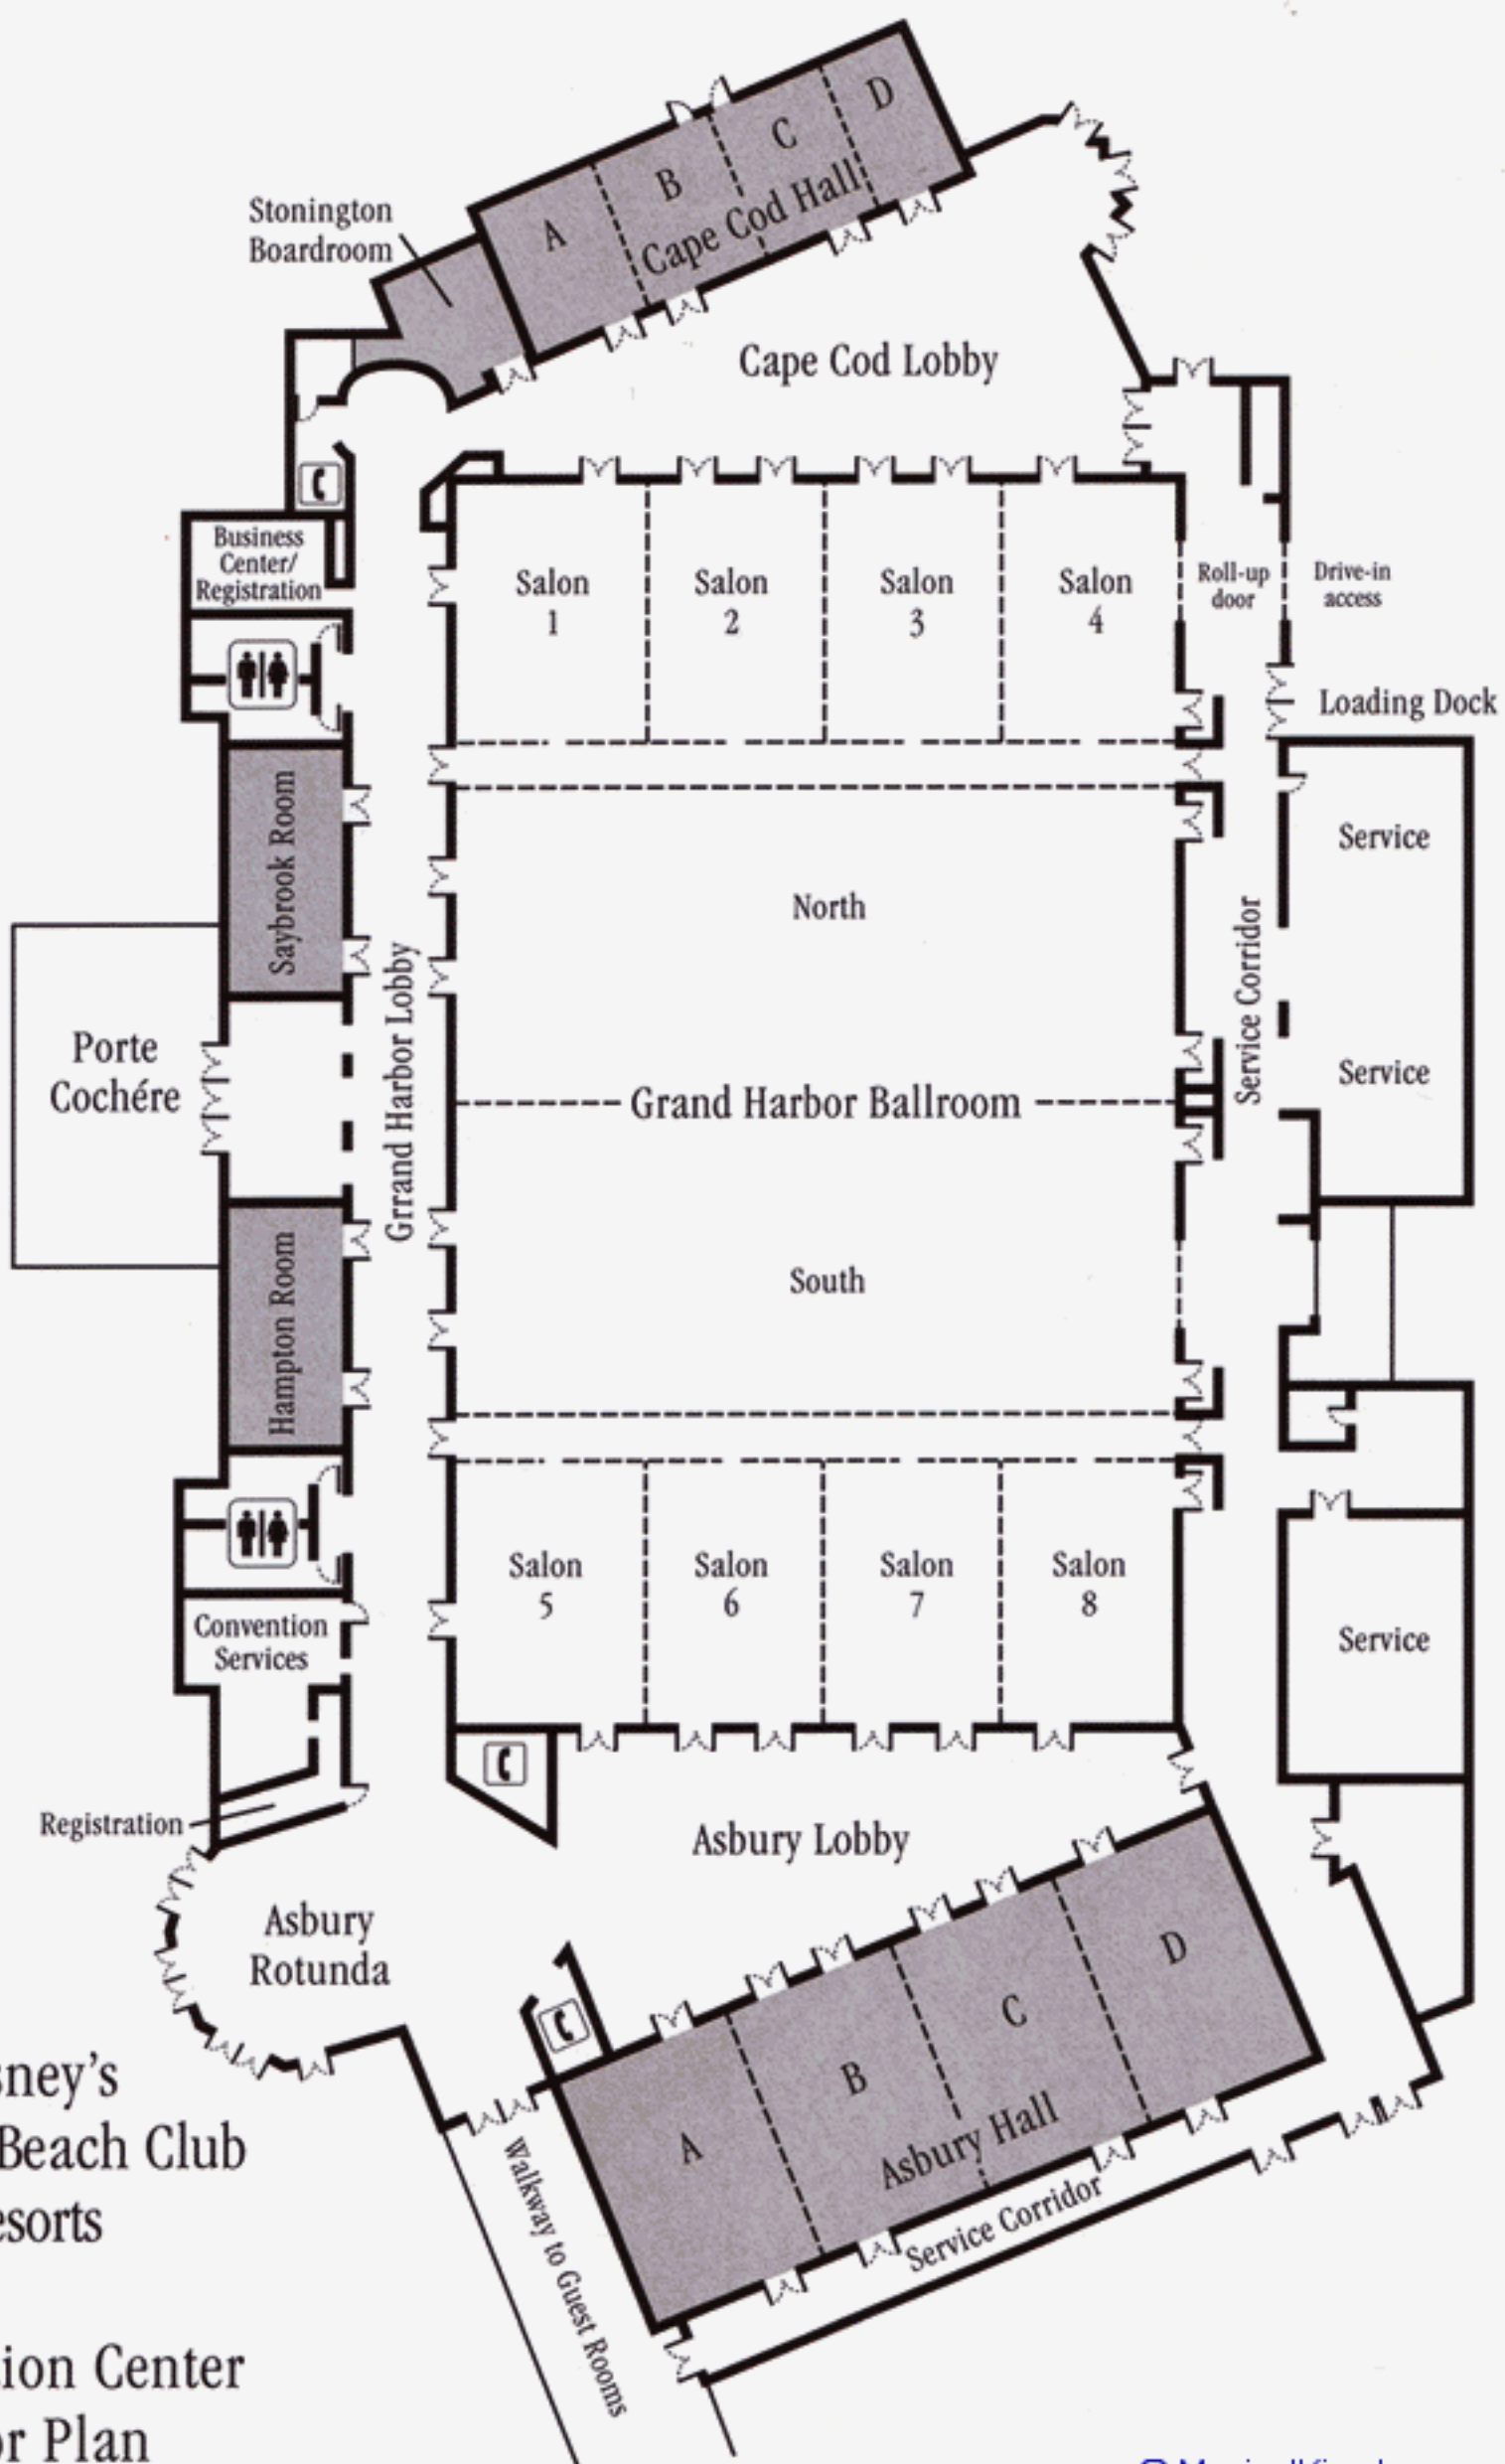 D
C
B
A
Cape Cod Hall
Stonington
Boardroom
Cape Cod Lobby
Business
Center/
Registration
Salon
1
Salon
2
Salon
3
Salon
4
Roll-up
door
Drive-in
access
Loading Dock
Saybrook Room
Service
North
Service Corridor
Grrand Harbor Lobby
Porte
Cochére
Service
Grand Harbor Ballroom
Hampton Room
South
Salon
5
Salon
6
Salon
7
Salon
8
Convention
Services
Service
Registration
Asbury Lobby
Asbury
Rotunda
D
C
B
A
Asbury Hall
Service Corridor
Walkway to Guest Rooms
sney's
Beach Club
esorts
tion Center
or Plan